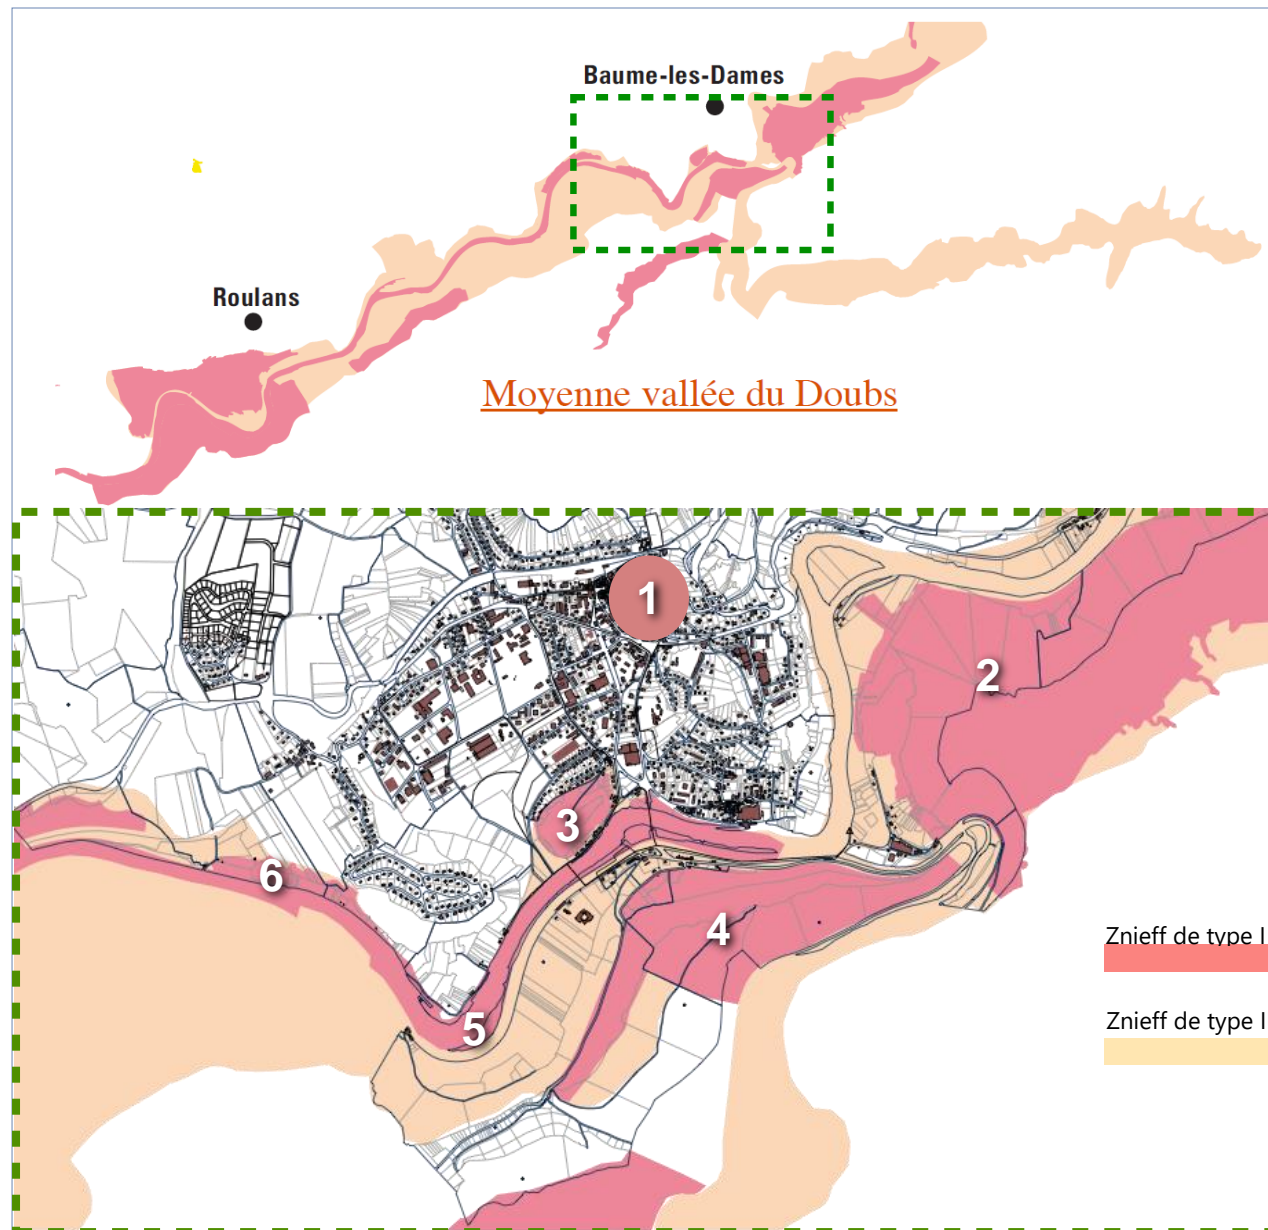 Baume-les-Dames
Roulans
Moyenne vallée du Doubs
1
2
3
4
5
6
Znieff de type I
Znieff de type I